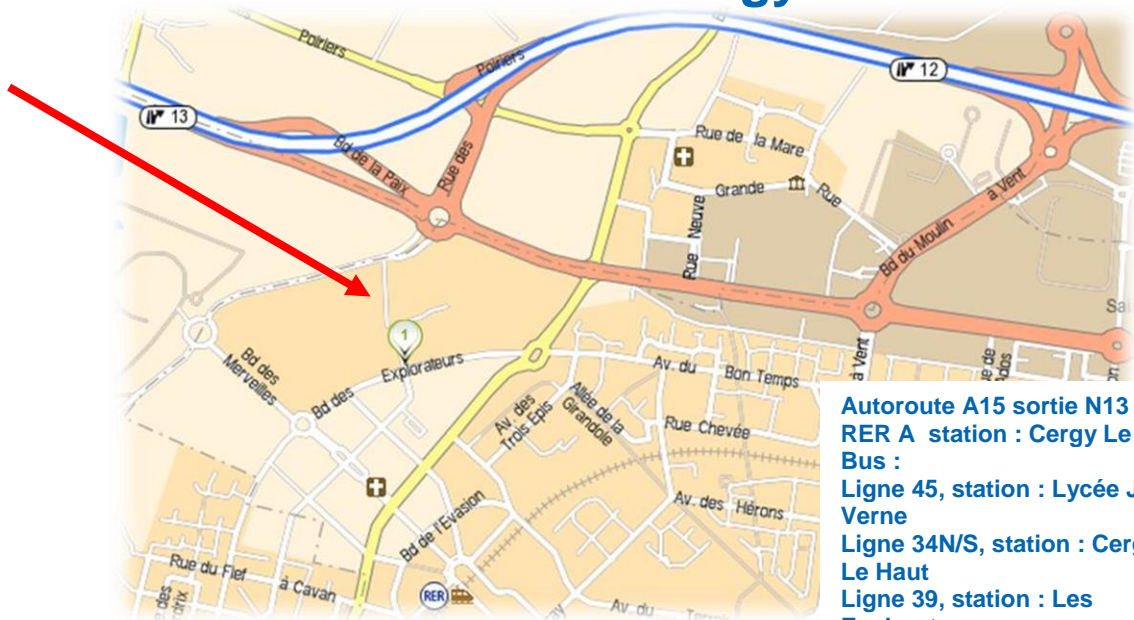 Poiriers
Poiriers
12
13
Rue de la Mare
Bd de la Paix
Rue des
Grande Rue
Rue Neuve
à Vent
Bd du Moulin
1
Bd des Merveilles
Bd des Explorateurs
à Vent
Av. du Bon Temps
Av. des Trois Epis
Allée de la Girandole
Rue Chevée
Av. des Hérons
Bd de l'Evasion
Rue du Fief à Cavan
RER
Av. du
Autoroute A15 sortie N13
RER A station : Cergy Le
Bus :
Ligne 45, station : Lycée J
Verne
Ligne 34N/S, station : Cerg
Le Haut
Ligne 39, station : Les